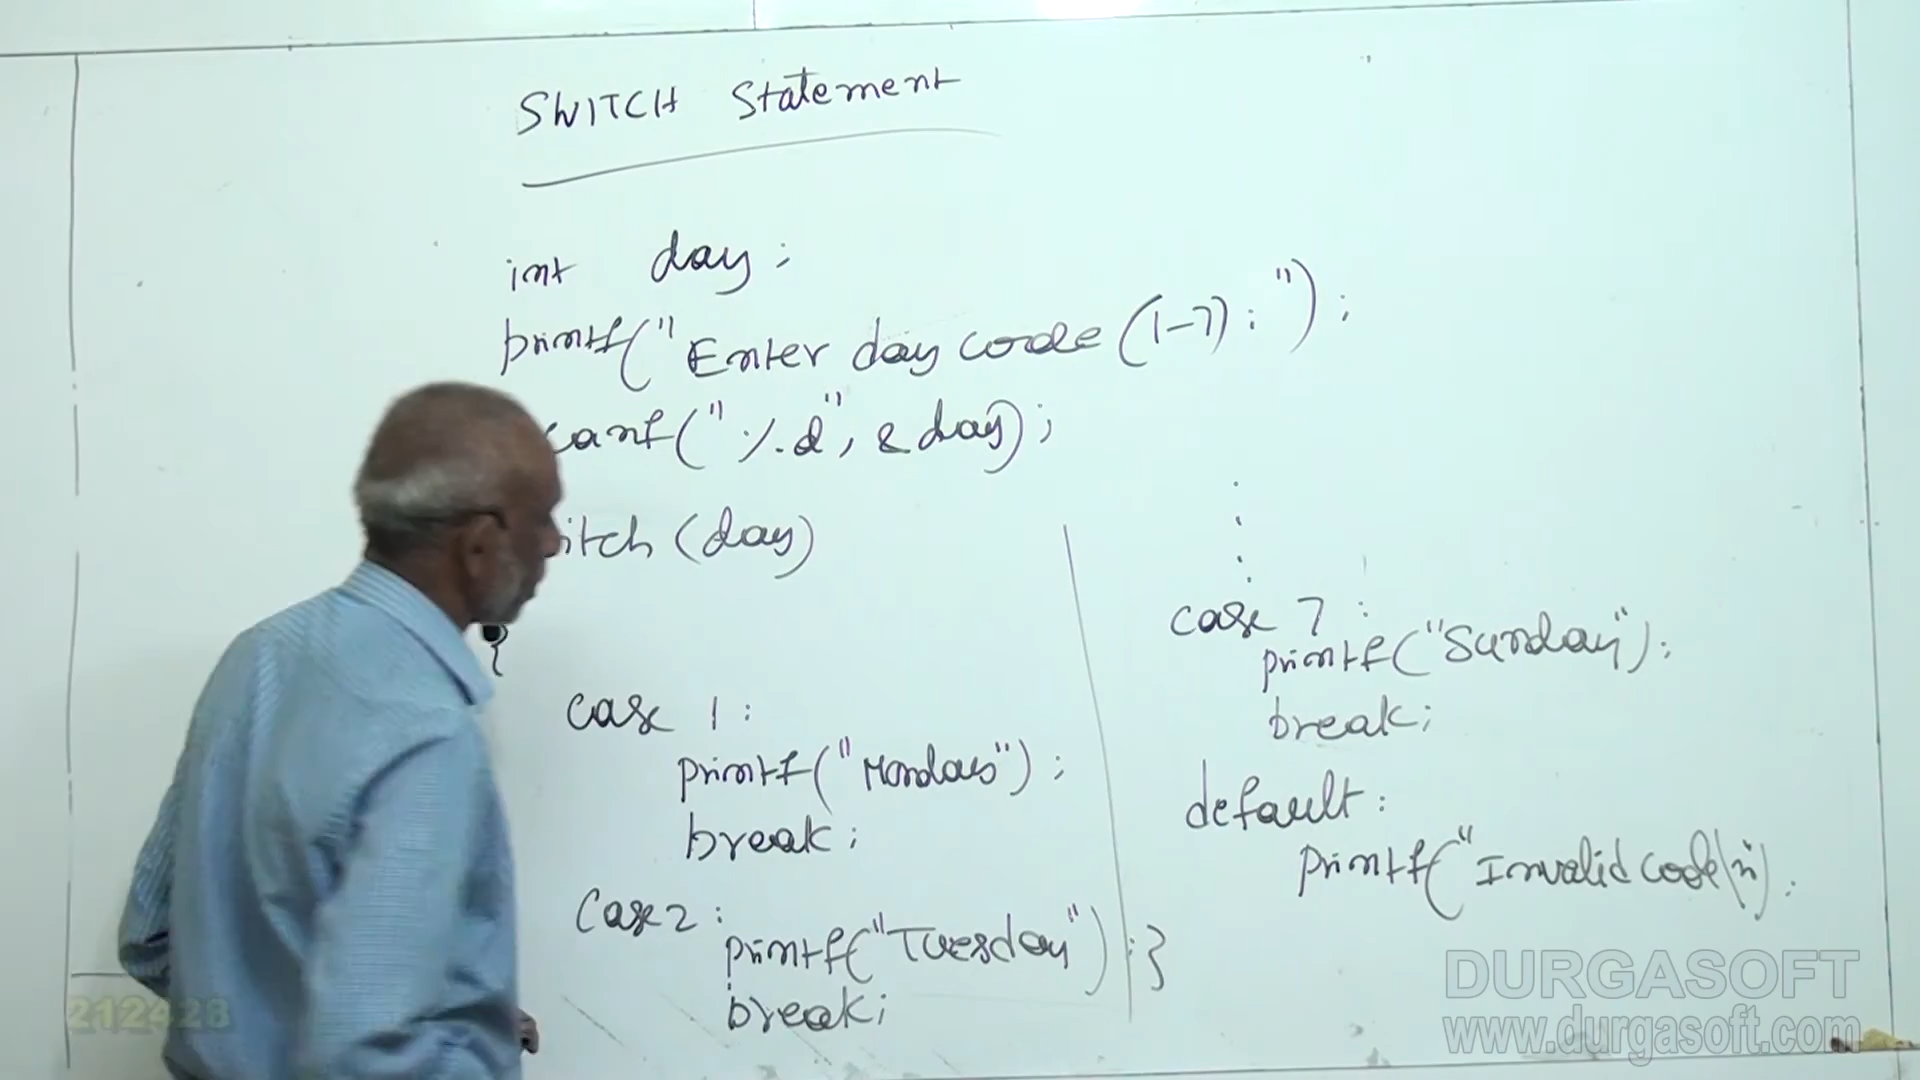 SWITCH Statement
int day;
printf("Enter day code (1-7): ");
canf("%d", &day);
itch (day)
{
case 1:
printf("Monday");
break;
case 2:
printf("Tuesday");
break;
.
.
.
.
case 7:
printf("Sunday");
break;
default:
printf("Invalid code\n");
}
212428
DURGASOFT
www.durgasoft.com